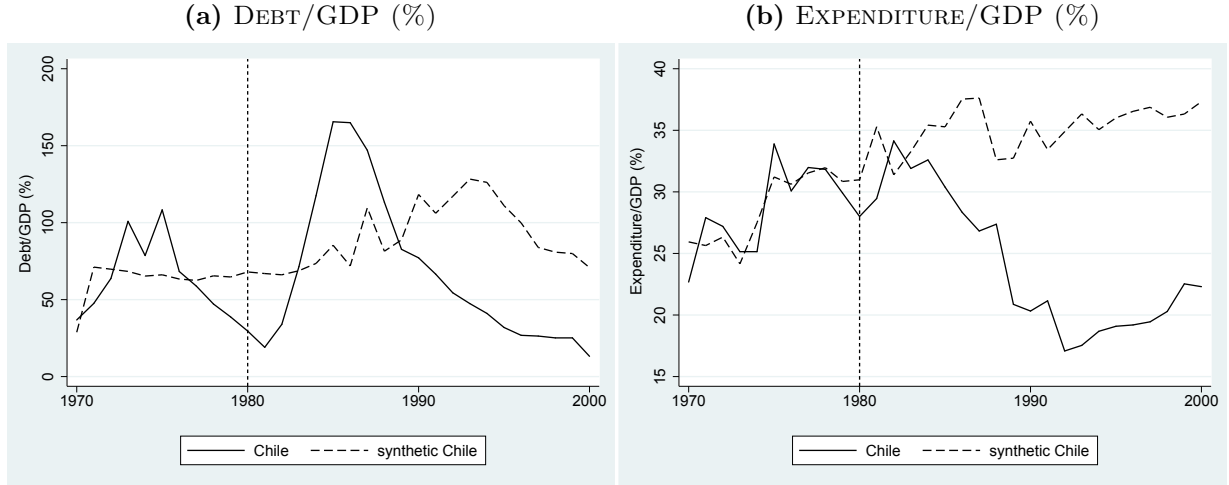 (a) DEBT/GDP (%)
Debt/GDP (%)
200
150
100
50
0
1970
1980
1990
2000
Chile
synthetic Chile
(b) EXPENDITURE/GDP (%)
Expenditure/GDP (%)
40
35
30
25
20
15
1970
1980
1990
2000
Chile
synthetic Chile